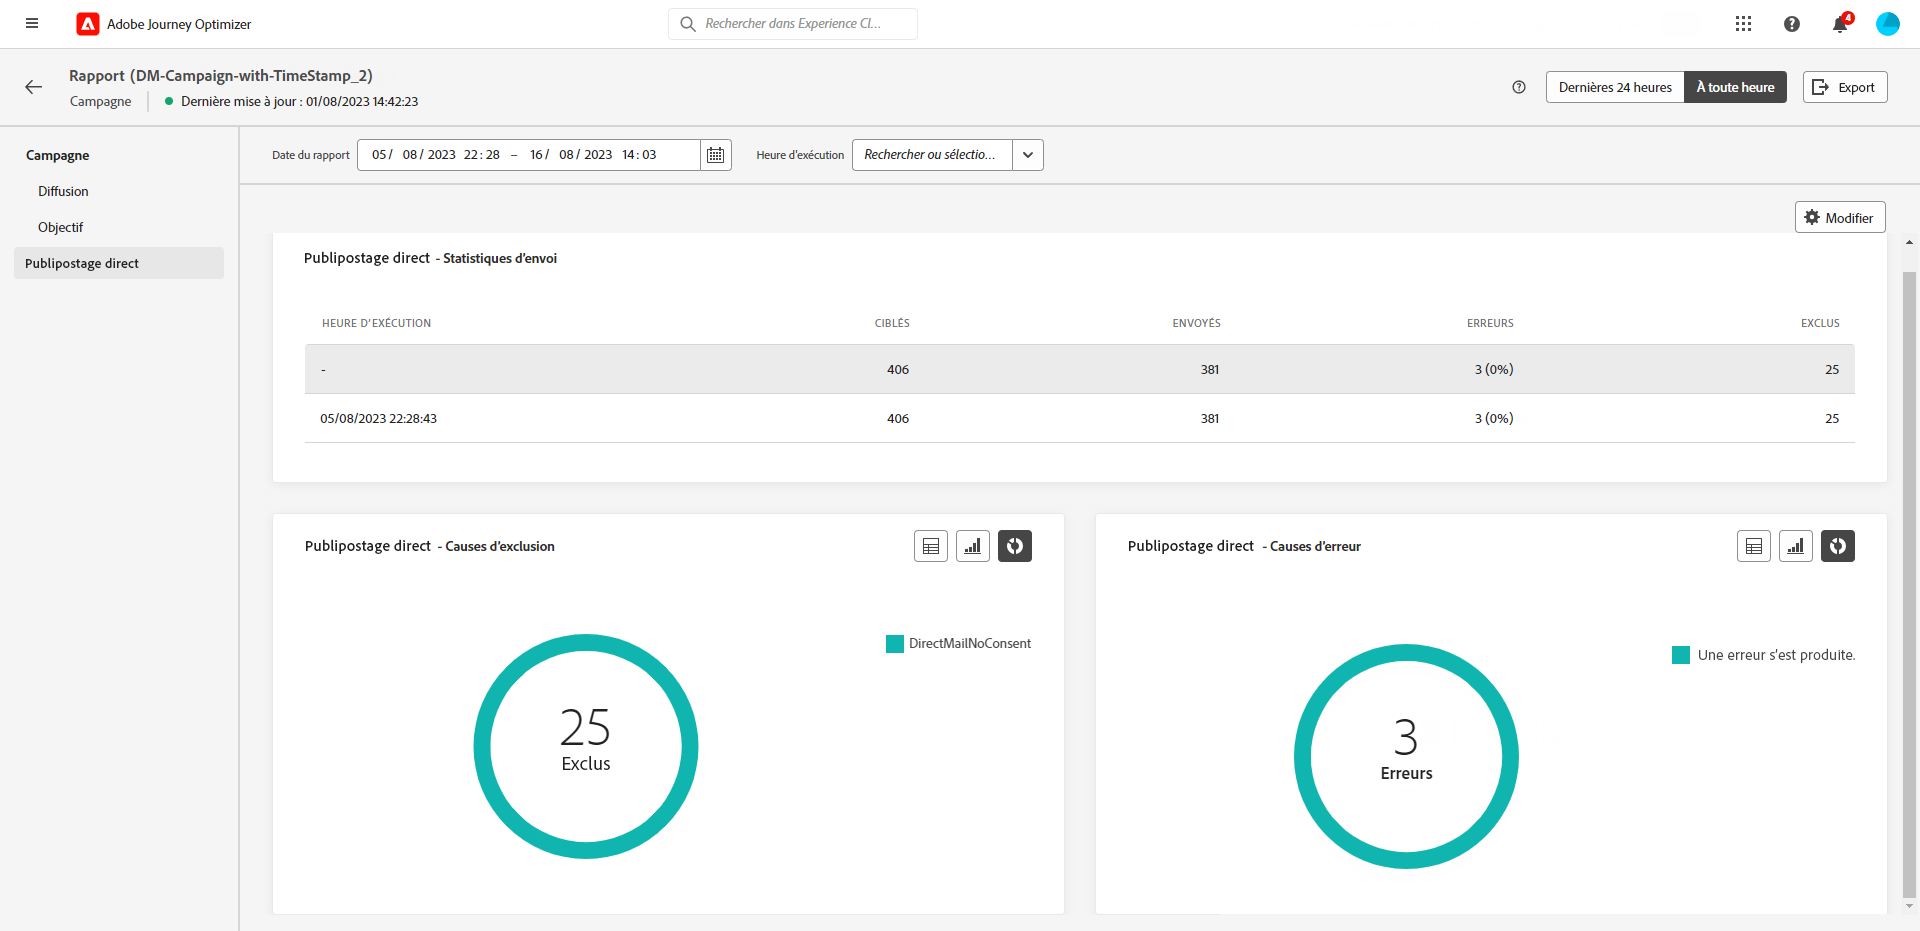 Adobe Journey Optimizer
Rechercher dans Experience Cl...
4
Rapport (DM-Campaign-with-TimeStamp_2)
Campagne
Dernière mise à jour : 01/08/2023 14:42:23
Dernières 24 heures
À toute heure
Export
Campagne
Diffusion
Objectif
Publipostage direct
Date du rapport
05/ 08/ 2023 22:28 – 16/ 08/ 2023 14:03
Heure d'exécution
Rechercher ou sélectio...
Modifier
Publipostage direct - Statistiques d'envoi
HEURE D'EXÉCUTION CIBLÉS ENVOYÉS ERREURS EXCLUS
- 406 381 3 (0%) 25
05/08/2023 22:28:43 406 381 3 (0%) 25
Publipostage direct - Causes d'exclusion
DirectMailNoConsent
25
Exclus
Publipostage direct - Causes d'erreur
Une erreur s'est produite.
3
Erreurs